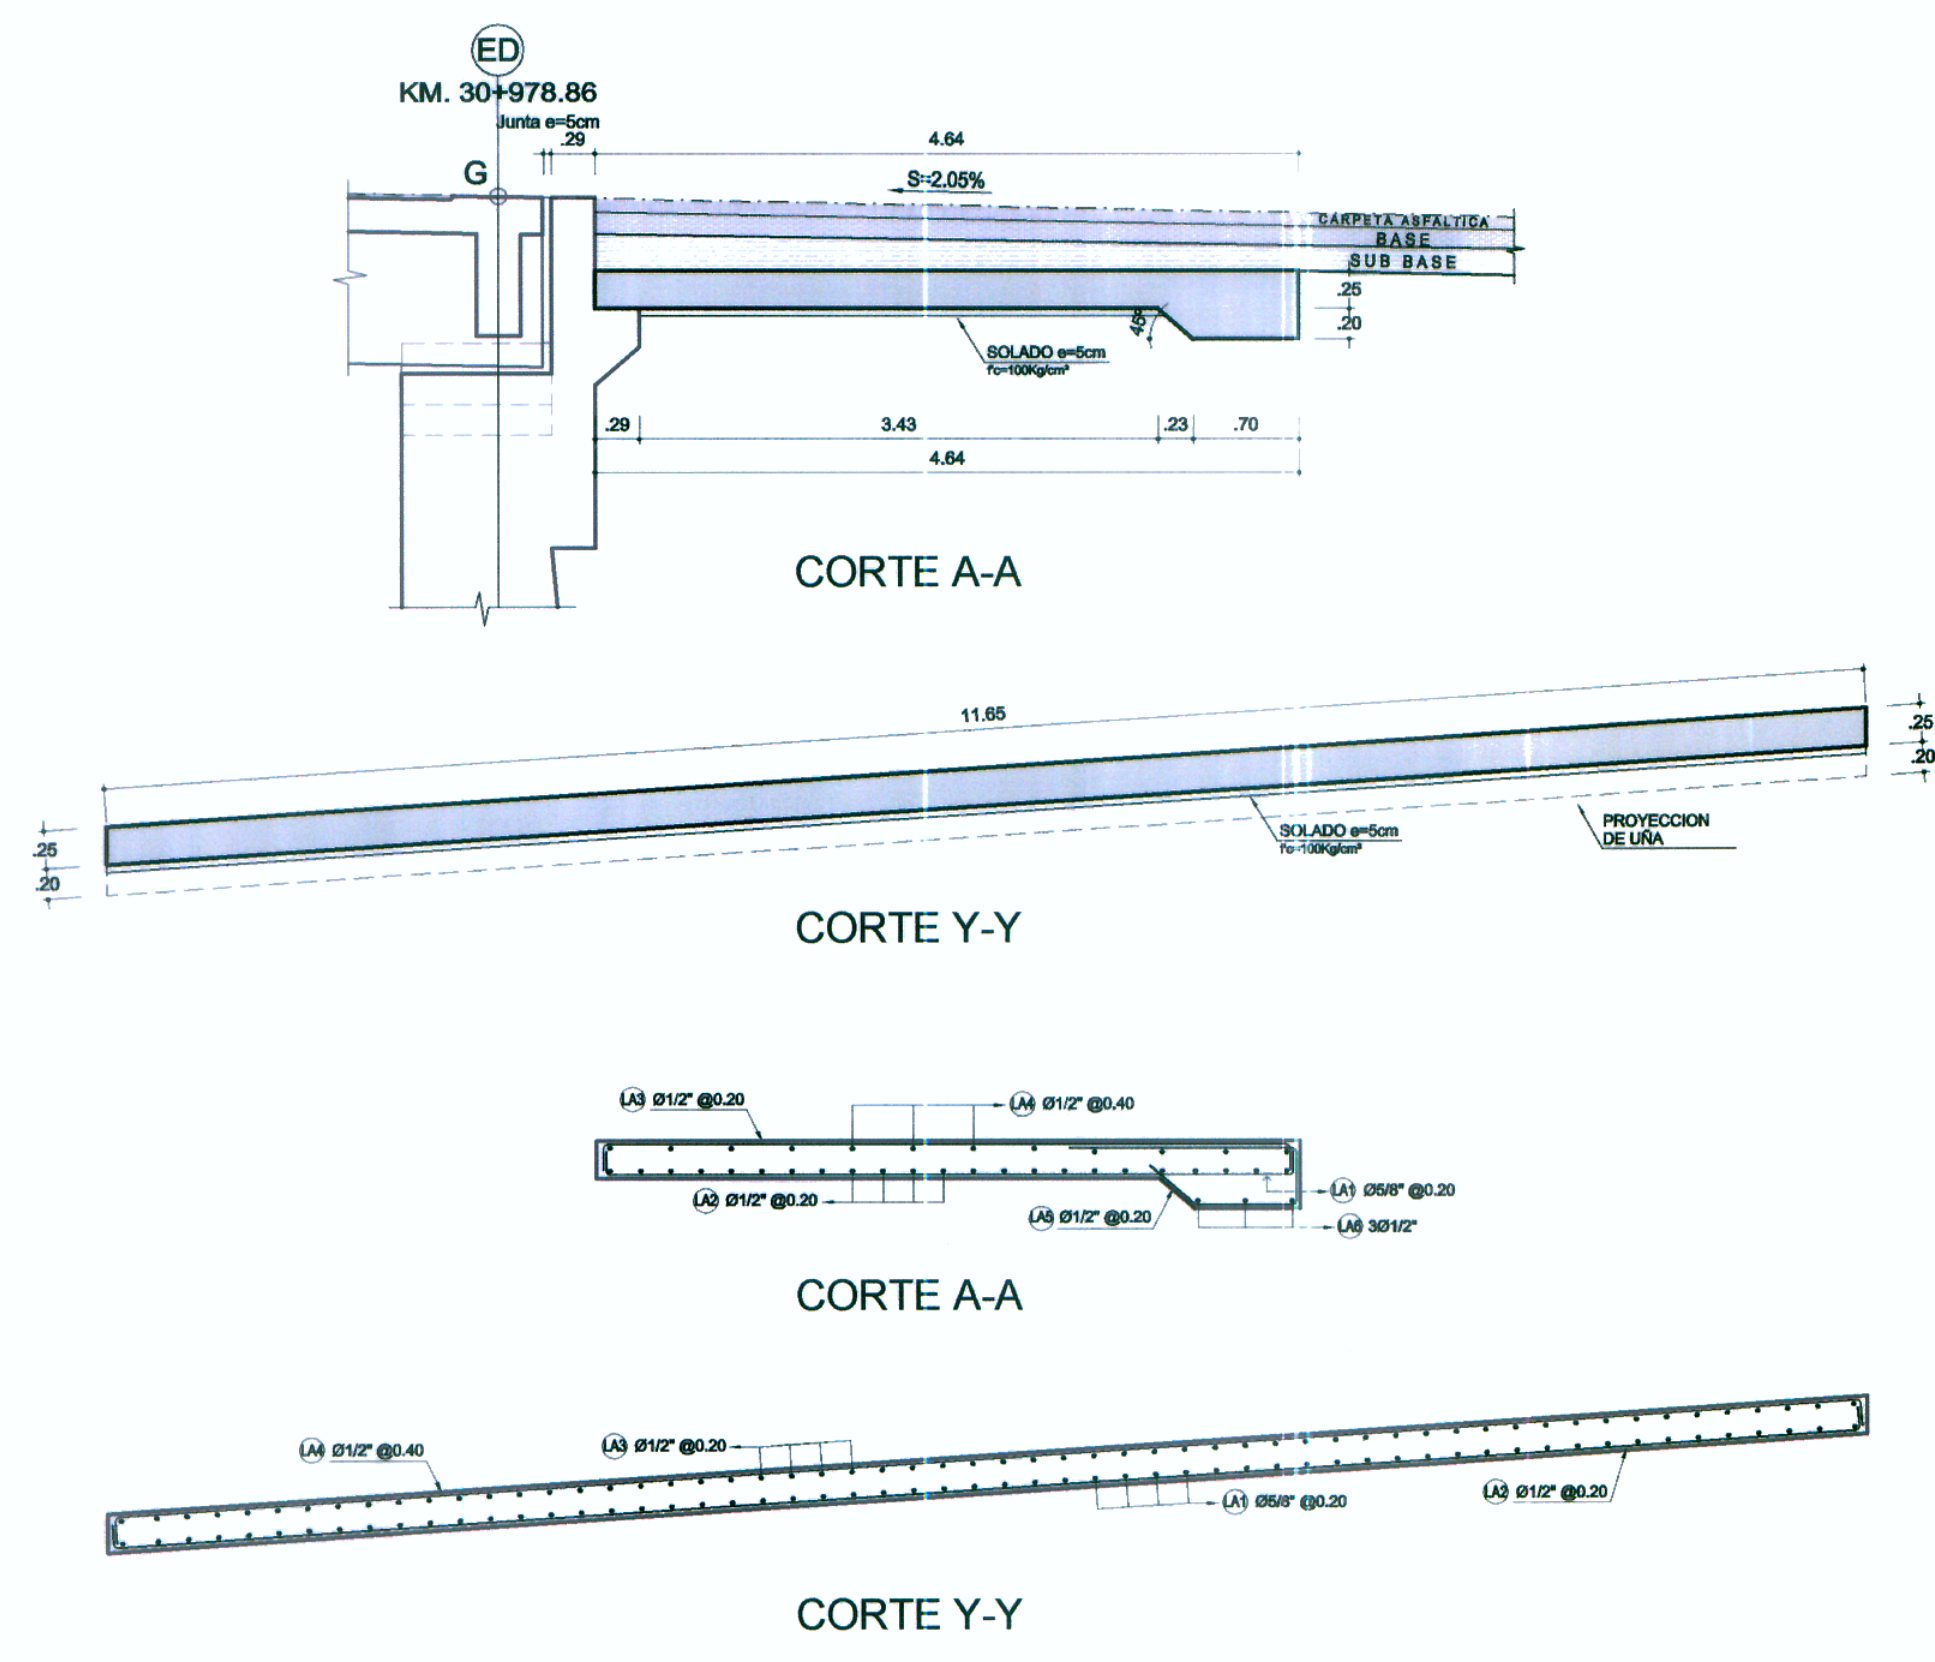 ED
KM. 30+978.86
Junta e=5cm
.29
4.64
G
S=2.05%
CARPETA ASFALTICA
BASE
SUB BASE
.25
.20
45°
SOLADO e=5cm
f'c=100Kg/cm²
.29
3.43
.23
.70
4.64
CORTE A-A
11.65
.25
.20
.25
.20
SOLADO e=5cm
f'c=100Kg/cm²
PROYECCION
DE UÑA
CORTE Y-Y
LA3 Ø1/2" @0.20
LA4 Ø1/2" @0.40
LA2 Ø1/2" @0.20
LA1 Ø5/8" @0.20
LA5 Ø1/2" @0.20
LA6 3Ø1/2"
CORTE A-A
LA4 Ø1/2" @0.40
LA3 Ø1/2" @0.20
LA1 Ø5/8" @0.20
LA2 Ø1/2" @0.20
CORTE Y-Y